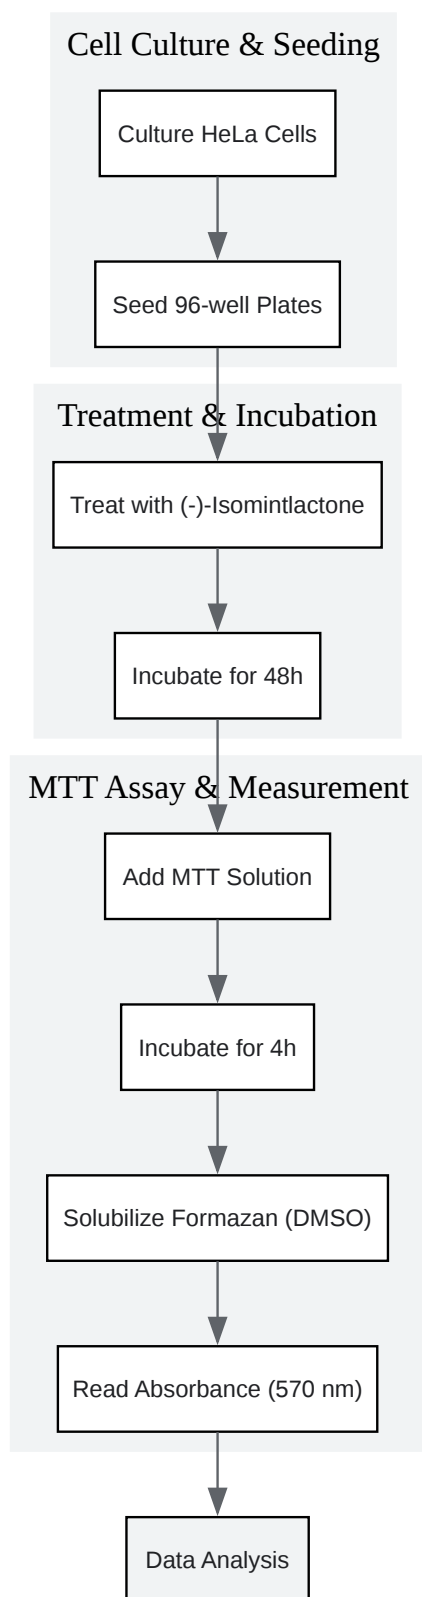 Cell Culture & Seeding
Culture HeLa Cells
Seed 96-well Plates
Treatment & Incubation
Treat with (-)-Isomintlactone
Incubate for 48h
MTT Assay & Measurement
Add MTT Solution
Incubate for 4h
Solubilize Formazan (DMSO)
Read Absorbance (570 nm)
Data Analysis